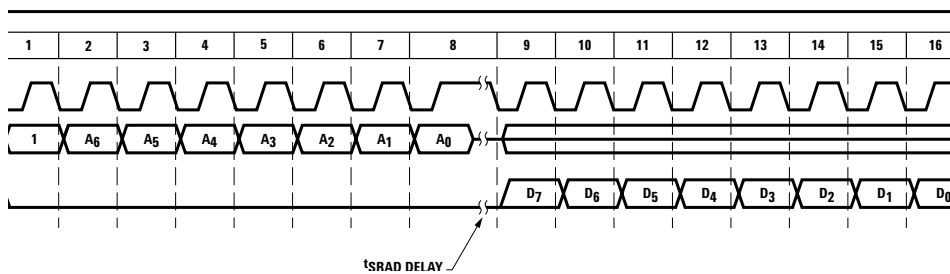 1 2 3 4 5 6 7 8 9 10 11 12 13 14 15 16
1 A6 A5 A4 A3 A2 A1 A0
D7 D6 D5 D4 D3 D2 D1 D0
tSRAD DELAY